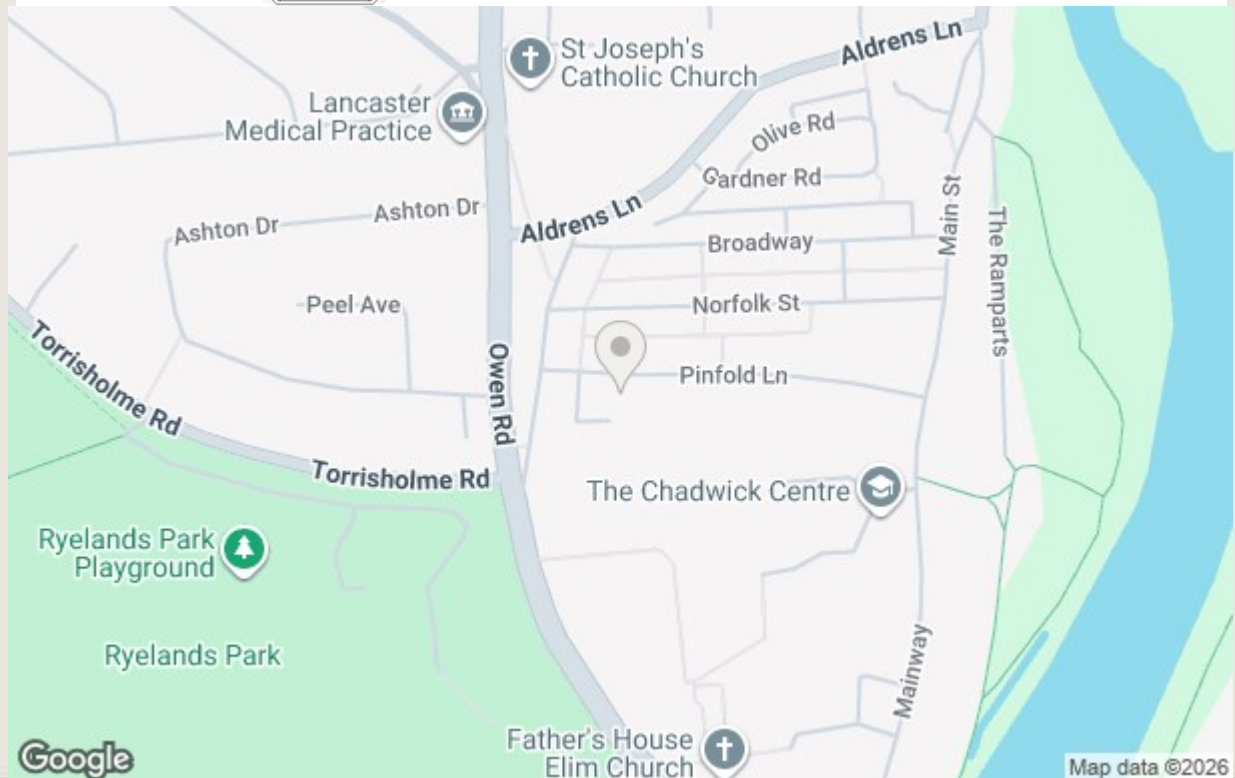 St Joseph's
Catholic Church
Aldrens Ln
Lancaster
Medical Practice
Olive Rd
Gardner Rd
Ashton Dr
Ashton Dr
Aldrens Ln
Main St
The Ramparts
Broadway
Peel Ave
Norfolk St
Torrisholme Rd
Owen Rd
Pinfold Ln
Torrisholme Rd
The Chadwick Centre
Ryelands Park
Playground
Ryelands Park
Mainway
Father's House
Elim Church
Google
Map data ©2026